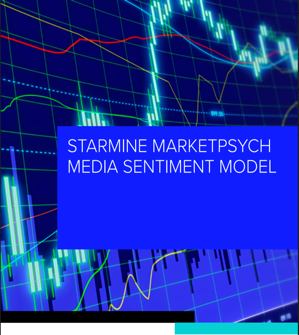 STARMINE MARKETPSYCH
MEDIA SENTIMENT MODEL